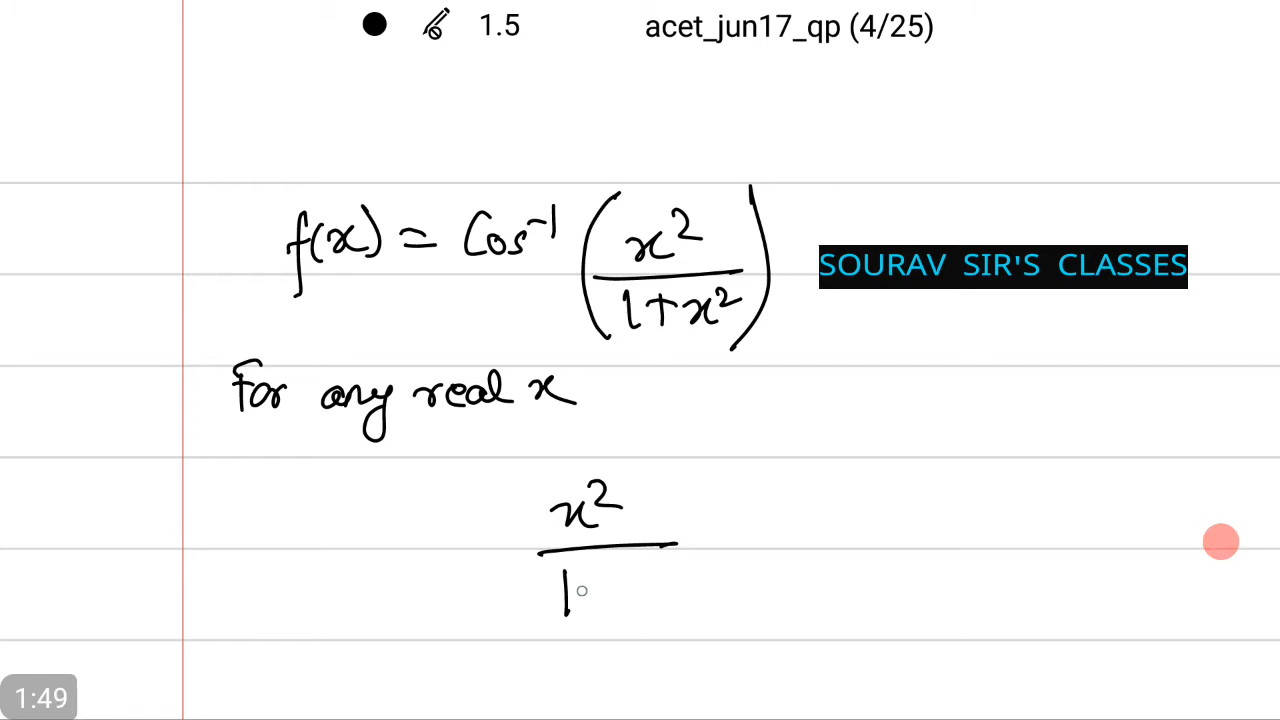 1.5 acet_jun17_qp (4/25)
f(x) = Cos⁻¹ (x²/(1+x²))
SOURAV SIR'S CLASSES
For any real x
x²
1
1:49